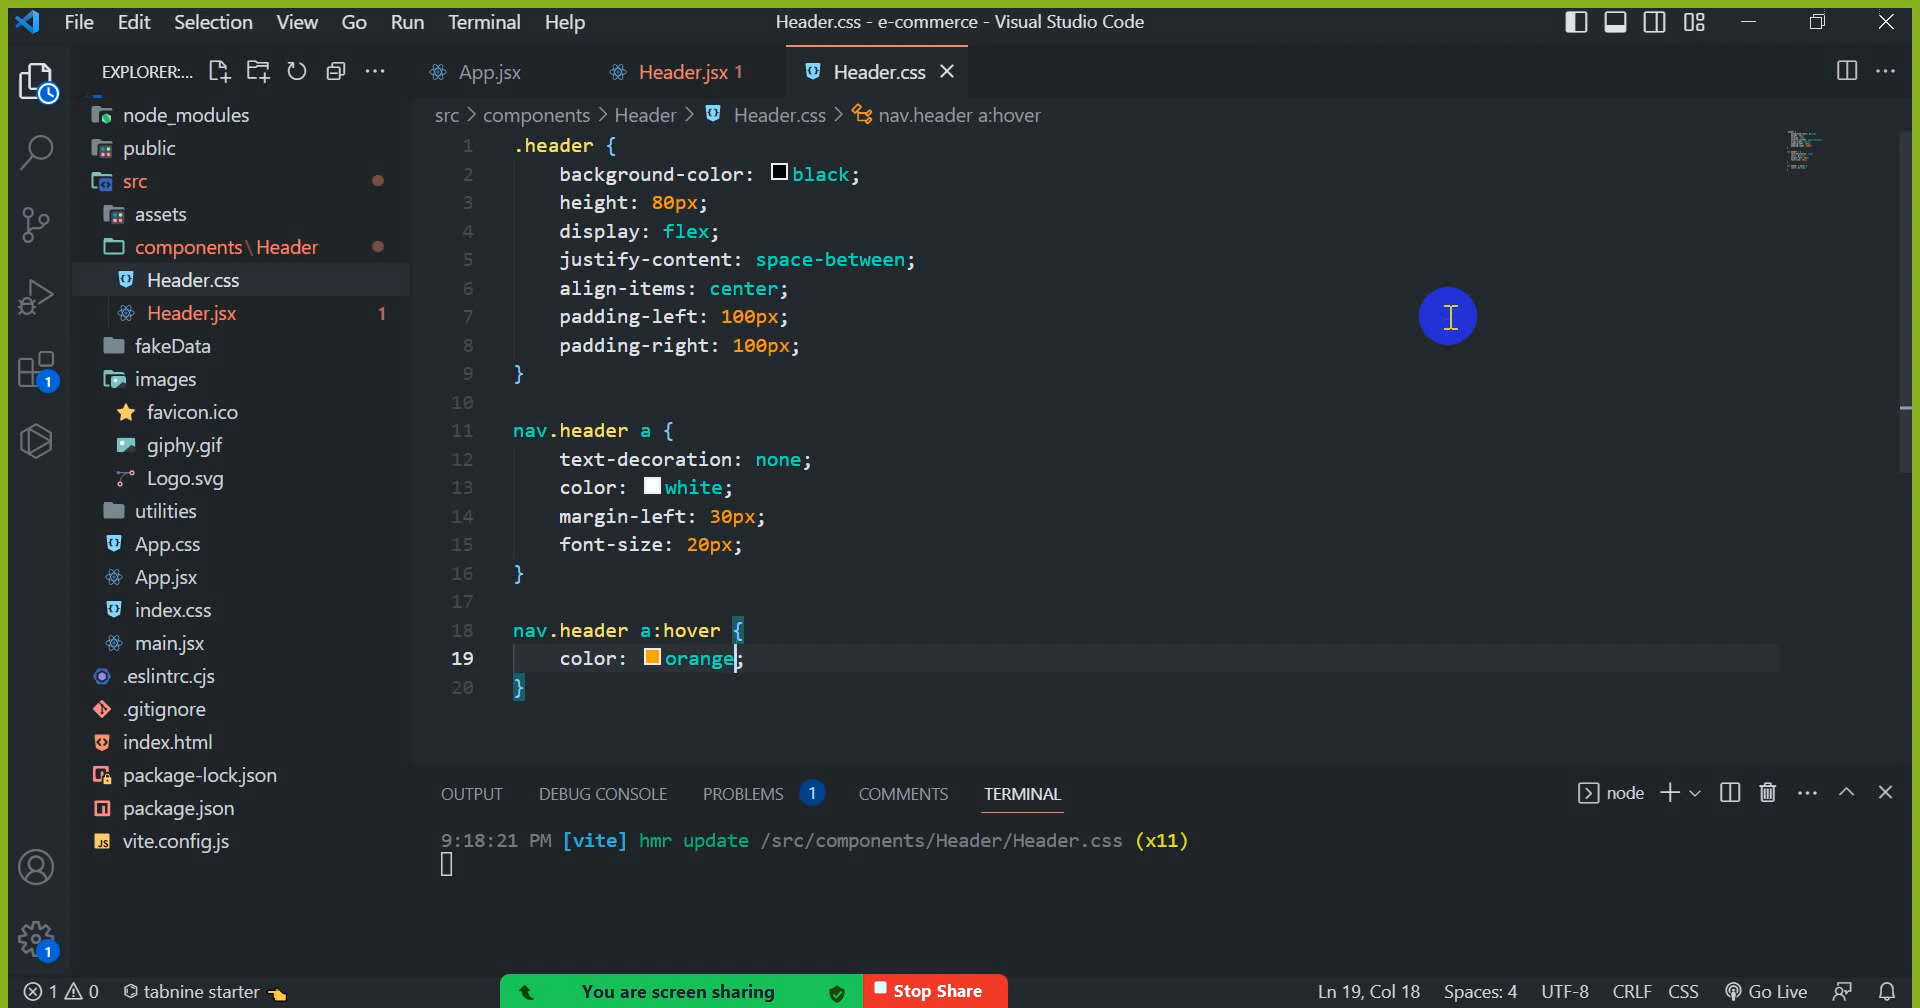 File Edit Selection View Go Run Terminal Help Header.css - e-commerce - Visual Studio Code
EXPLORER:... App.jsx Header.jsx 1 Header.css
src > components > Header > Header.css > nav.header a:hover
node_modules
public
src
assets
components\Header
Header.css
Header.jsx 1
fakeData
images
favicon.ico
giphy.gif
Logo.svg
utilities
App.css
App.jsx
index.css
main.jsx
.eslintrc.cjs
.gitignore
index.html
package-lock.json
package.json
vite.config.js
1
1
1 .header {
2 background-color: black;
3 height: 80px;
4 display: flex;
5 justify-content: space-between;
6 align-items: center;
7 padding-left: 100px;
8 padding-right: 100px;
9 }
10
11 nav.header a {
12 text-decoration: none;
13 color: white;
14 margin-left: 30px;
15 font-size: 20px;
16 }
17
18 nav.header a:hover {
19 color: orange;
20 }
OUTPUT DEBUG CONSOLE PROBLEMS 1 COMMENTS TERMINAL node
9:18:21 PM [vite] hmr update /src/components/Header/Header.css (x11)
1 0 tabnine starter You are screen sharing Stop Share Ln 19, Col 18 Spaces: 4 UTF-8 CRLF CSS Go Live